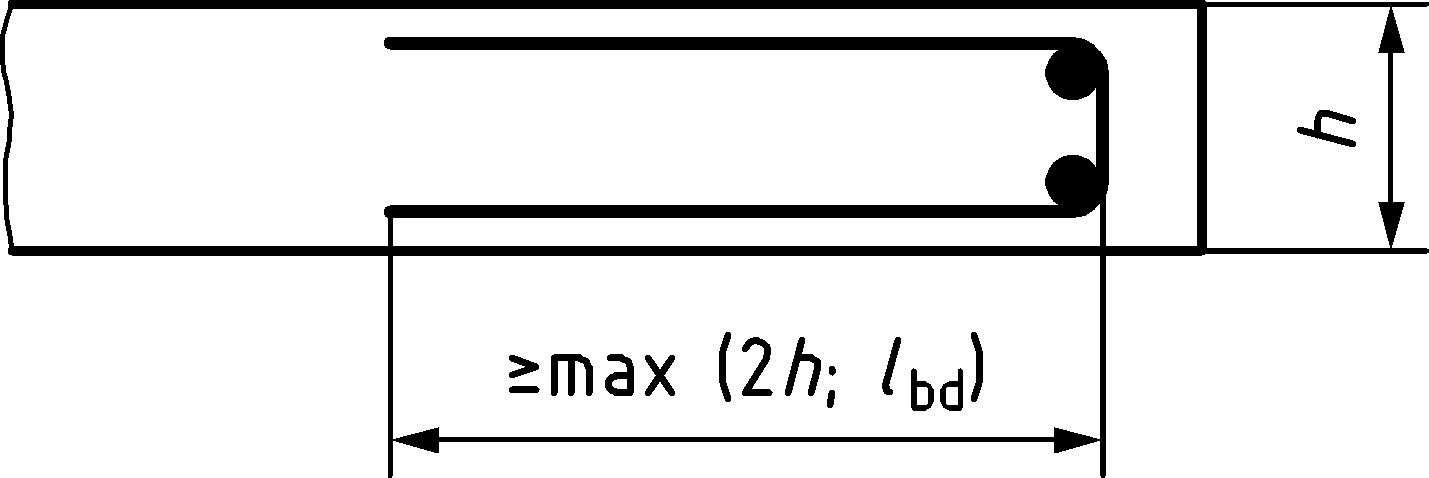 h
≥max (2h; lbd)